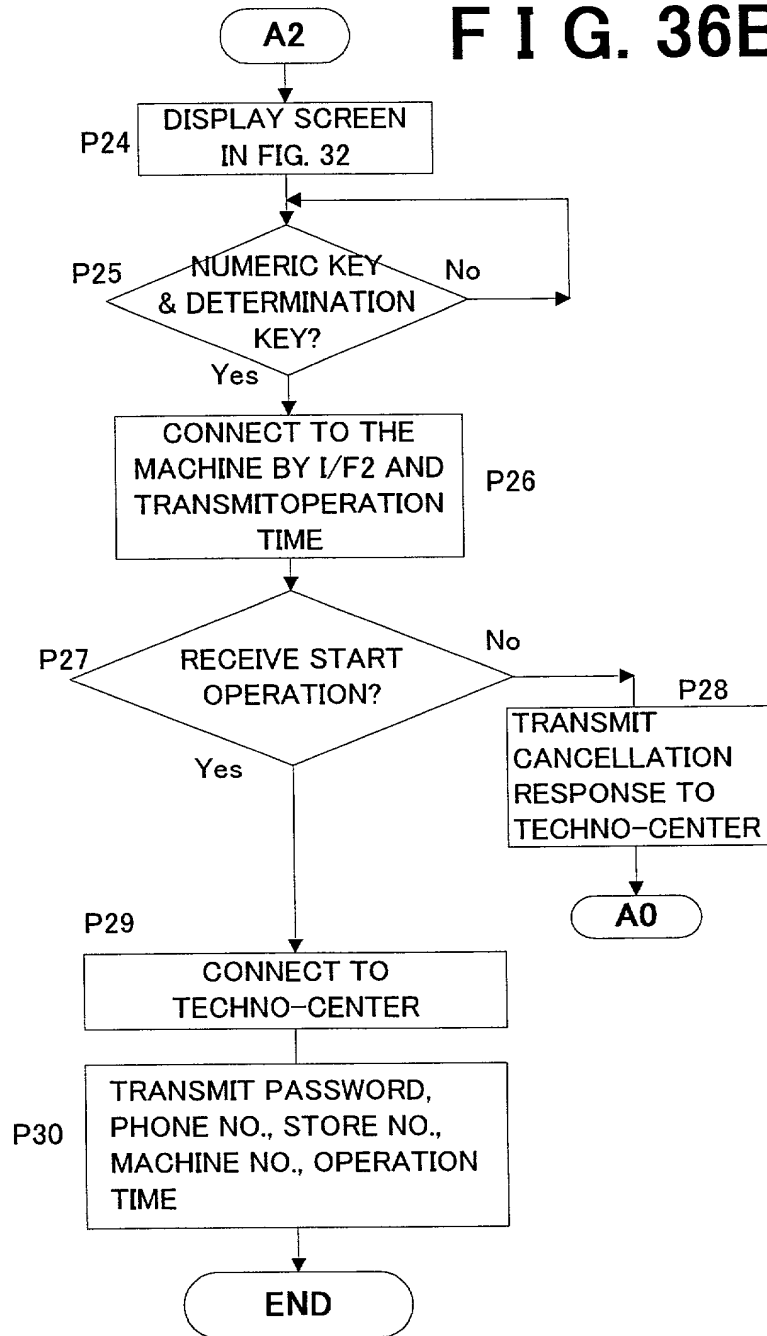 F I G. 36B
A2
P24
DISPLAY SCREEN
IN FIG. 32
P25
NUMERIC KEY
& DETERMINATION
KEY?
No
Yes
CONNECT TO THE
MACHINE BY I/F2 AND
TRANSMITOPERATION
TIME
P26
P27
RECEIVE START
OPERATION?
No
Yes
P28
TRANSMIT
CANCELLATION
RESPONSE TO
TECHNO-CENTER
A0
P29
CONNECT TO
TECHNO-CENTER
P30
TRANSMIT PASSWORD,
PHONE NO., STORE NO.,
MACHINE NO., OPERATION
TIME
END